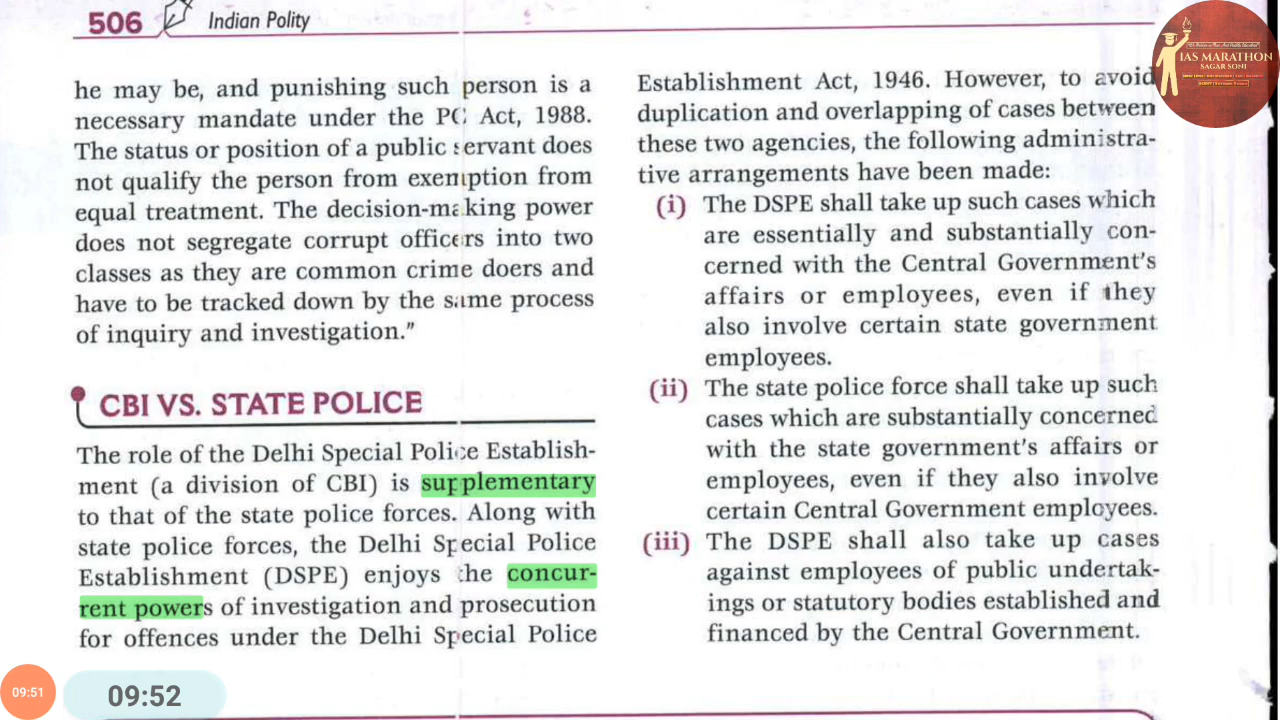 506 Indian Polity
he may be, and punishing such person is a
necessary mandate under the PC Act, 1988.
The status or position of a public servant does
not qualify the person from exemption from
equal treatment. The decision-making power
does not segregate corrupt officers into two
classes as they are common crime doers and
have to be tracked down by the same process
of inquiry and investigation.”
CBI VS. STATE POLICE
The role of the Delhi Special Police Establish-
ment (a division of CBI) is supplementary
to that of the state police forces. Along with
state police forces, the Delhi Special Police
Establishment (DSPE) enjoys the concur-
rent powers of investigation and prosecution
for offences under the Delhi Special Police
Establishment Act, 1946. However, to avoid
duplication and overlapping of cases between
these two agencies, the following administra-
tive arrangements have been made:
(i) The DSPE shall take up such cases which
are essentially and substantially con-
cerned with the Central Government’s
affairs or employees, even if they
also involve certain state government
employees.
(ii) The state police force shall take up such
cases which are substantially concerned
with the state government’s affairs or
employees, even if they also involve
certain Central Government employees.
(iii) The DSPE shall also take up cases
against employees of public undertak-
ings or statutory bodies established and
financed by the Central Government.
IAS MARATHON
SAGAR SONI
09:51
09:52